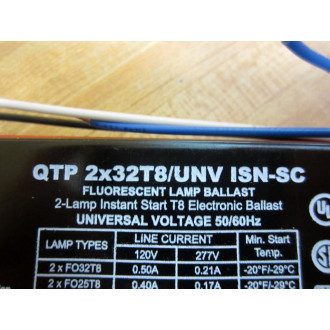 QTP 2x32T8/UNV ISN-SC
FLUORESCENT LAMP BALLAST
2-Lamp Instant Start T8 Electronic Ballast
UNIVERSAL VOLTAGE 50/60Hz
LAMP TYPES LINE CURRENT Min. Start Temp.
120V 277V
2 x FO32T8 0.50A 0.21A -20°F/-29°C
2 x FO25T8 0.40A 0.17A -20°F/-29°C